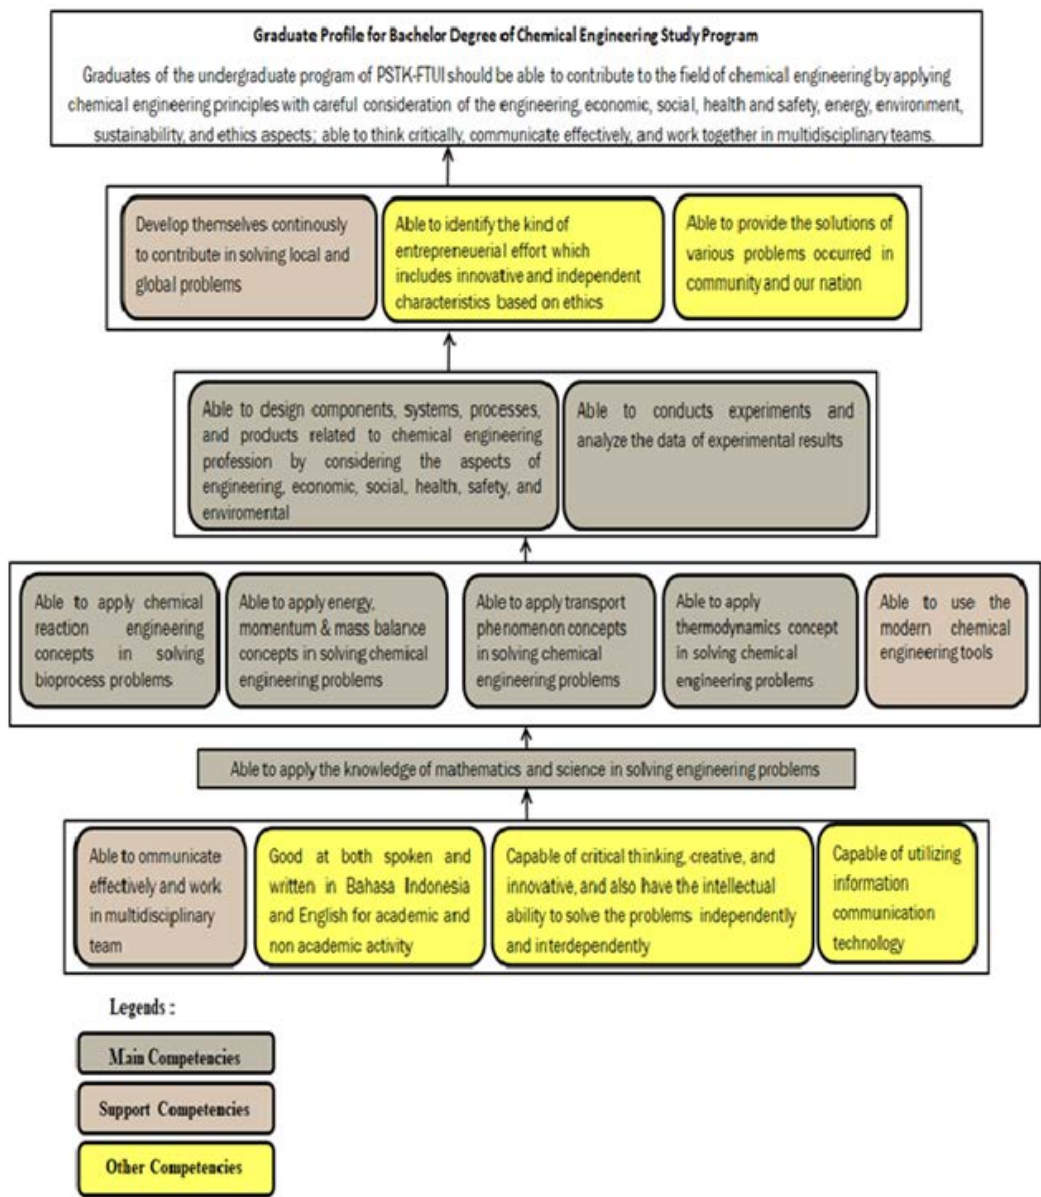 Graduate Profile for Bachelor Degree of Chemical Engineering Study Program
Graduates of the undergraduate program of PSTK-FTUI should be able to contribute to the field of chemical engineering by applying
chemical engineering principles with careful consideration of the engineering, economic, social, health and safety, energy, environment,
sustainability, and ethics aspects; able to think critically, communicate effectively, and work together in multidisciplinary teams.
Develop themselves continously
to contribute in solving local and
global problems
Able to identify the kind of
entrepreneuerial effort which
includes innovative and independent
characteristics based on ethics
Able to provide the solutions of
various problems occurred in
community and our nation
Able to design components, systems, processes,
and products related to chemical engineering
profession by considering the aspects of
engineering, economic, social, health, safety, and
enviromental
Able to conducts experiments and
analyze the data of experimental results
Able to apply chemical
reaction engineering
concepts in solving
bioprocess problems
Able to apply energy,
momentum & mass balance
concepts in solving chemical
engineering problems
Able to apply transport
phenomenon concepts
in solving chemical
engineering problems
Able to apply
thermodynamics concept
in solving chemical
engineering problems
Able to use the
modern chemical
engineering tools
Able to apply the knowledge of mathematics and science in solving engineering problems
Able to ommunicate
effectively and work
in multidisciplinary
team
Good at both spoken and
written in Bahasa Indonesia
and English for academic and
non academic activity
Capable of critical thinking, creative, and
innovative, and also have the intellectual
ability to solve the problems independently
and interdependently
Capable of utilizing
information
communication
technology
Legends :
Main Competencies
Support Competencies
Other Competencies